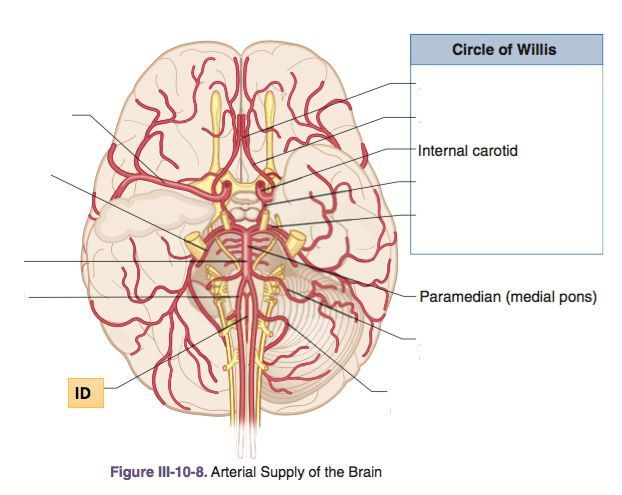 Circle of Willis
Internal carotid
Paramedian (medial pons)
ID
Figure III-10-8. Arterial Supply of the Brain